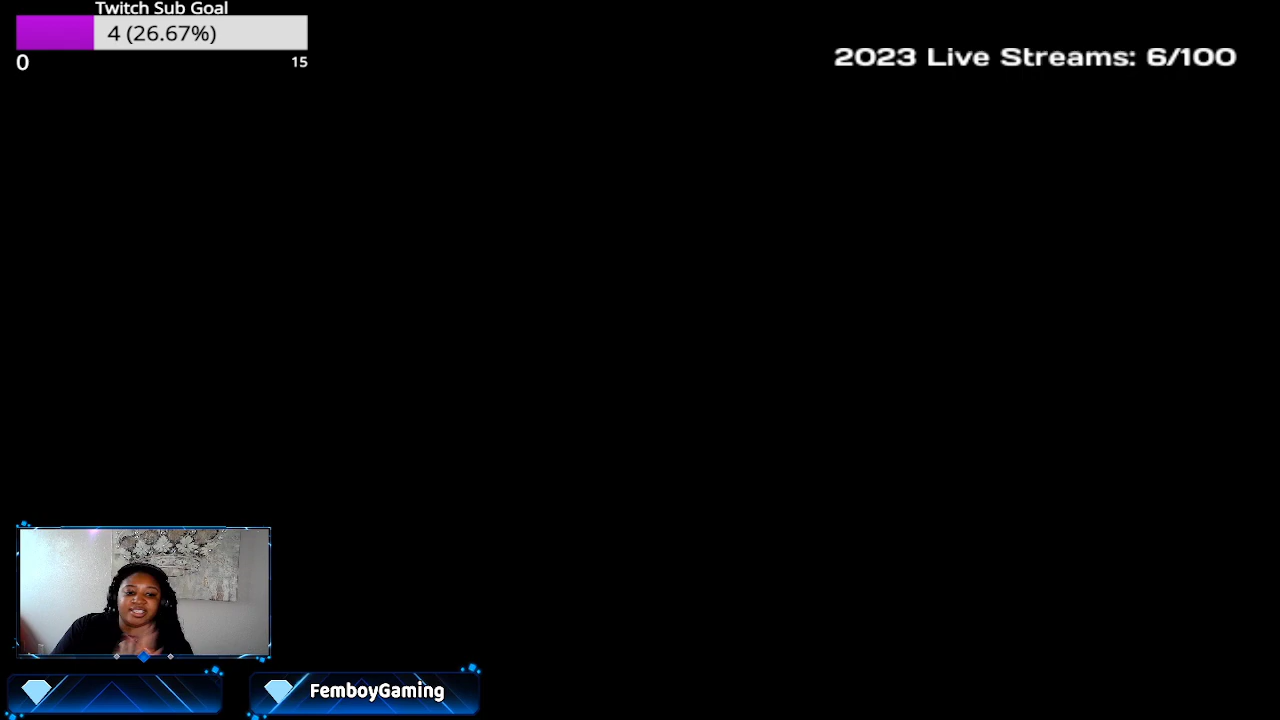 Twitch Sub Goal
4 (26.67%)
0
15
2023 Live Streams: 6/100
FemboyGaming